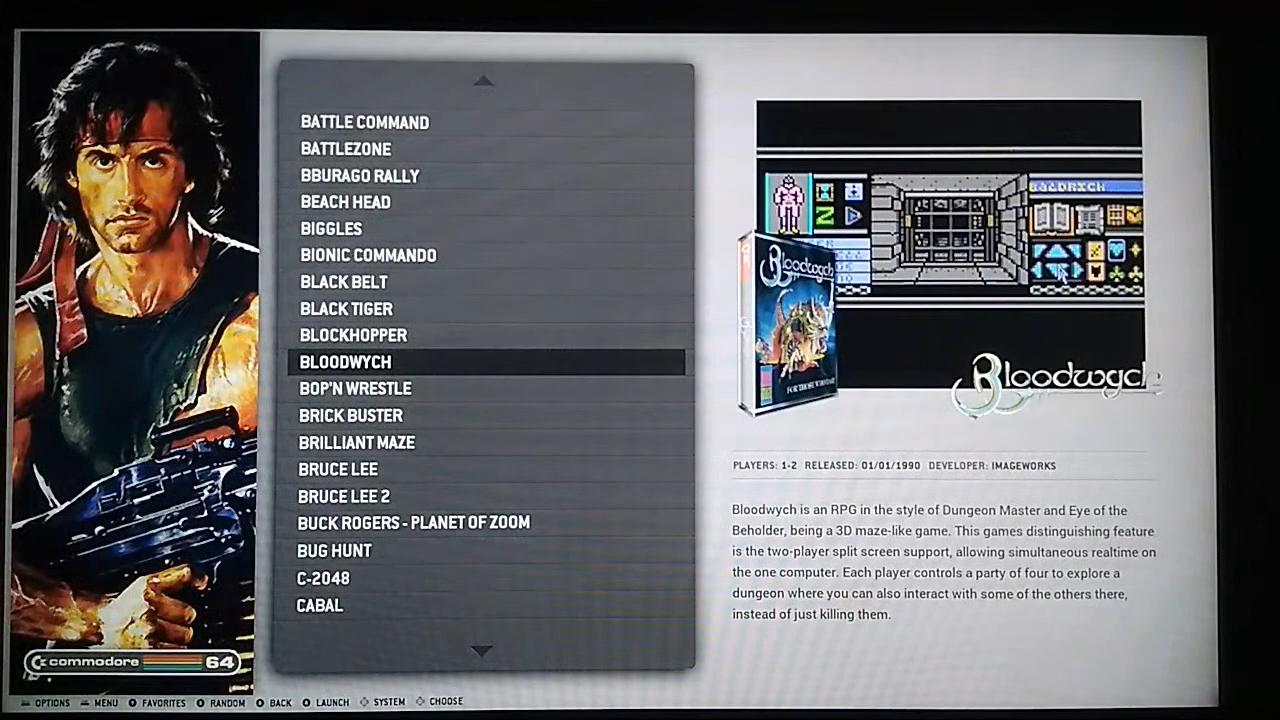 BATTLE COMMAND
BATTLEZONE
BBURAGO RALLY
BEACH HEAD
BIGGLES
BIONIC COMMANDO
BLACK BELT
BLACK TIGER
BLOCKHOPPER
BLOODWYCH
BOP'N WRESTLE
BRICK BUSTER
BRILLIANT MAZE
BRUCE LEE
BRUCE LEE 2
BUCK ROGERS - PLANET OF ZOOM
BUG HUNT
C-2048
CABAL
commodore 64
Bloodwych
Bloodwych
PLAYERS: 1-2 RELEASED: 01/01/1990 DEVELOPER: IMAGEWORKS
Bloodwych is an RPG in the style of Dungeon Master and Eye of the
Beholder, being a 3D maze-like game. This games distinguishing feature
is the two-player split screen support, allowing simultaneous realtime on
the one computer. Each player controls a party of four to explore a
dungeon where you can also interact with some of the others there,
instead of just killing them.
OPTIONS MENU FAVORITES RANDOM BACK LAUNCH SYSTEM CHOOSE